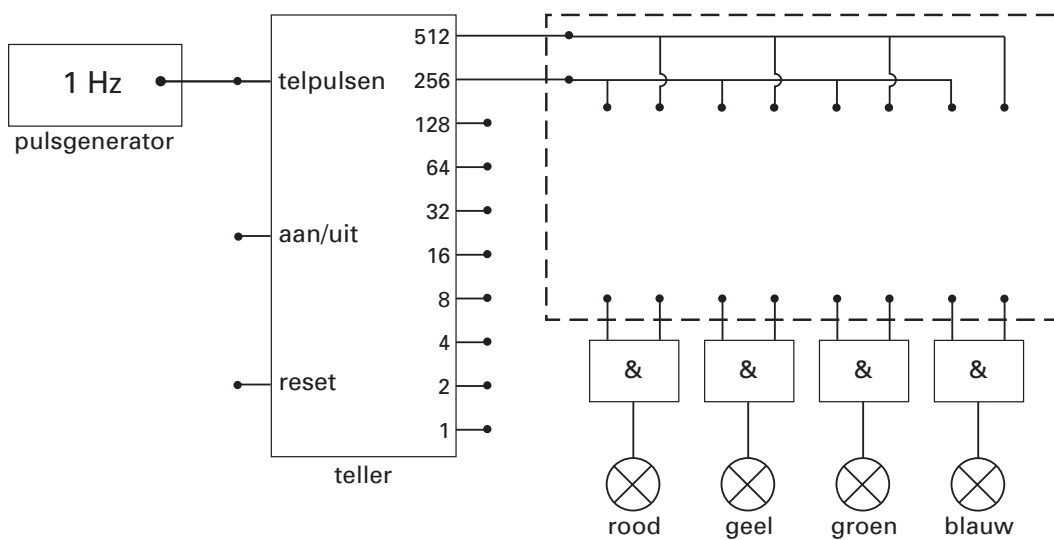 1 Hz
pulsgenerator
telpulsen
aan/uit
reset
512
256
128
64
32
16
8
4
2
1
teller
& & & &
rood geel groen blauw